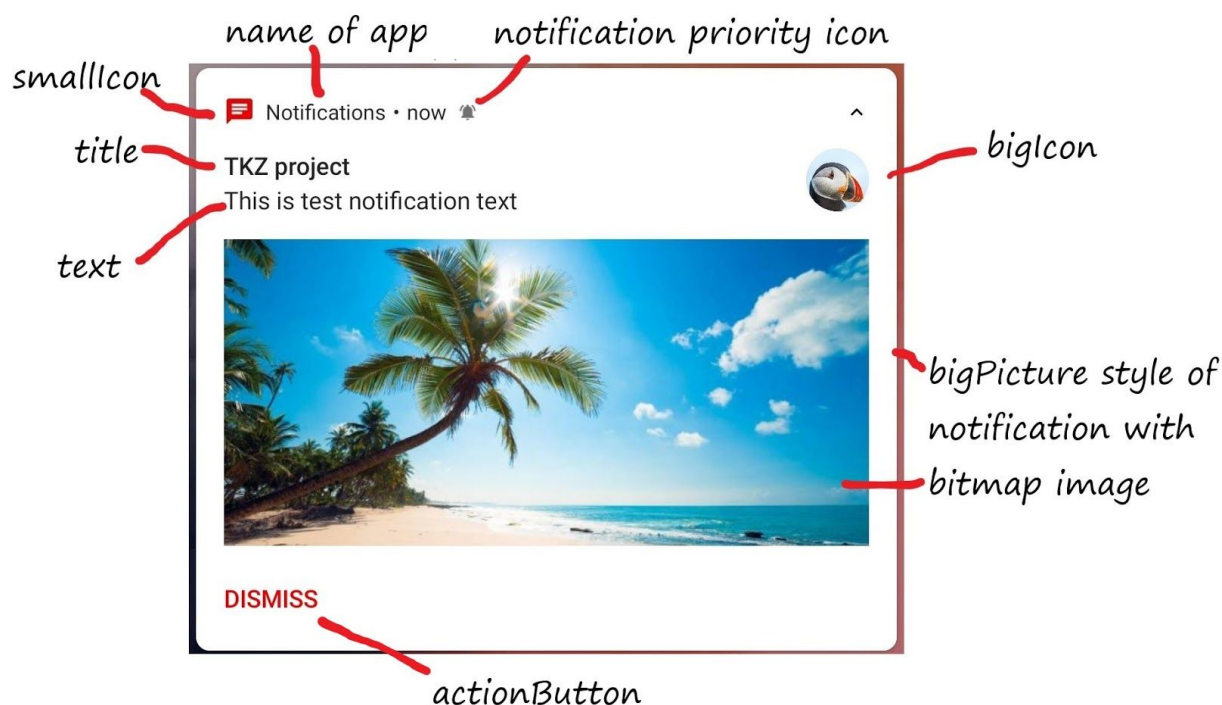 name of app
notification priority icon
smallIcon
Notifications • now
title
TKZ project
bigIcon
This is test notification text
text
bigPicture style of
notification with
bitmap image
DISMISS
actionButton